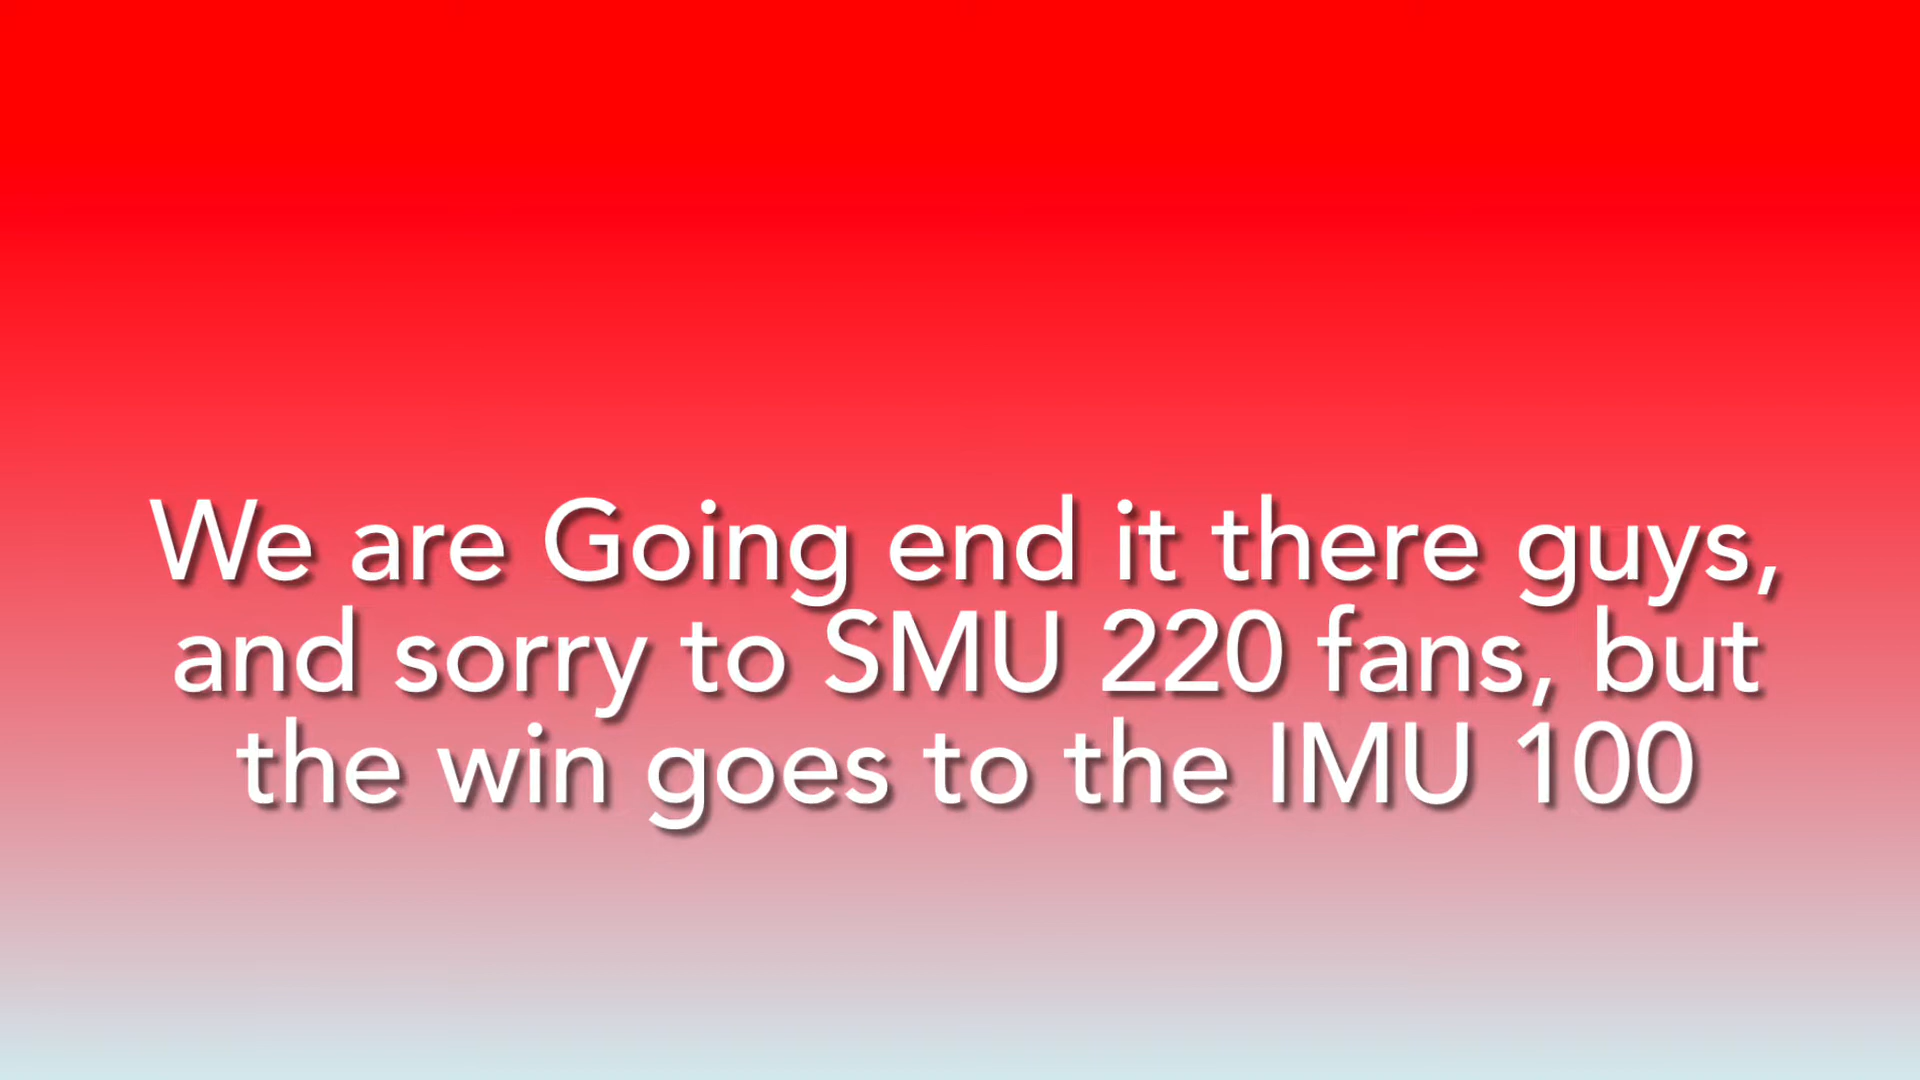 We are Going end it there guys,
and sorry to SMU 220 fans, but
the win goes to the IMU 100